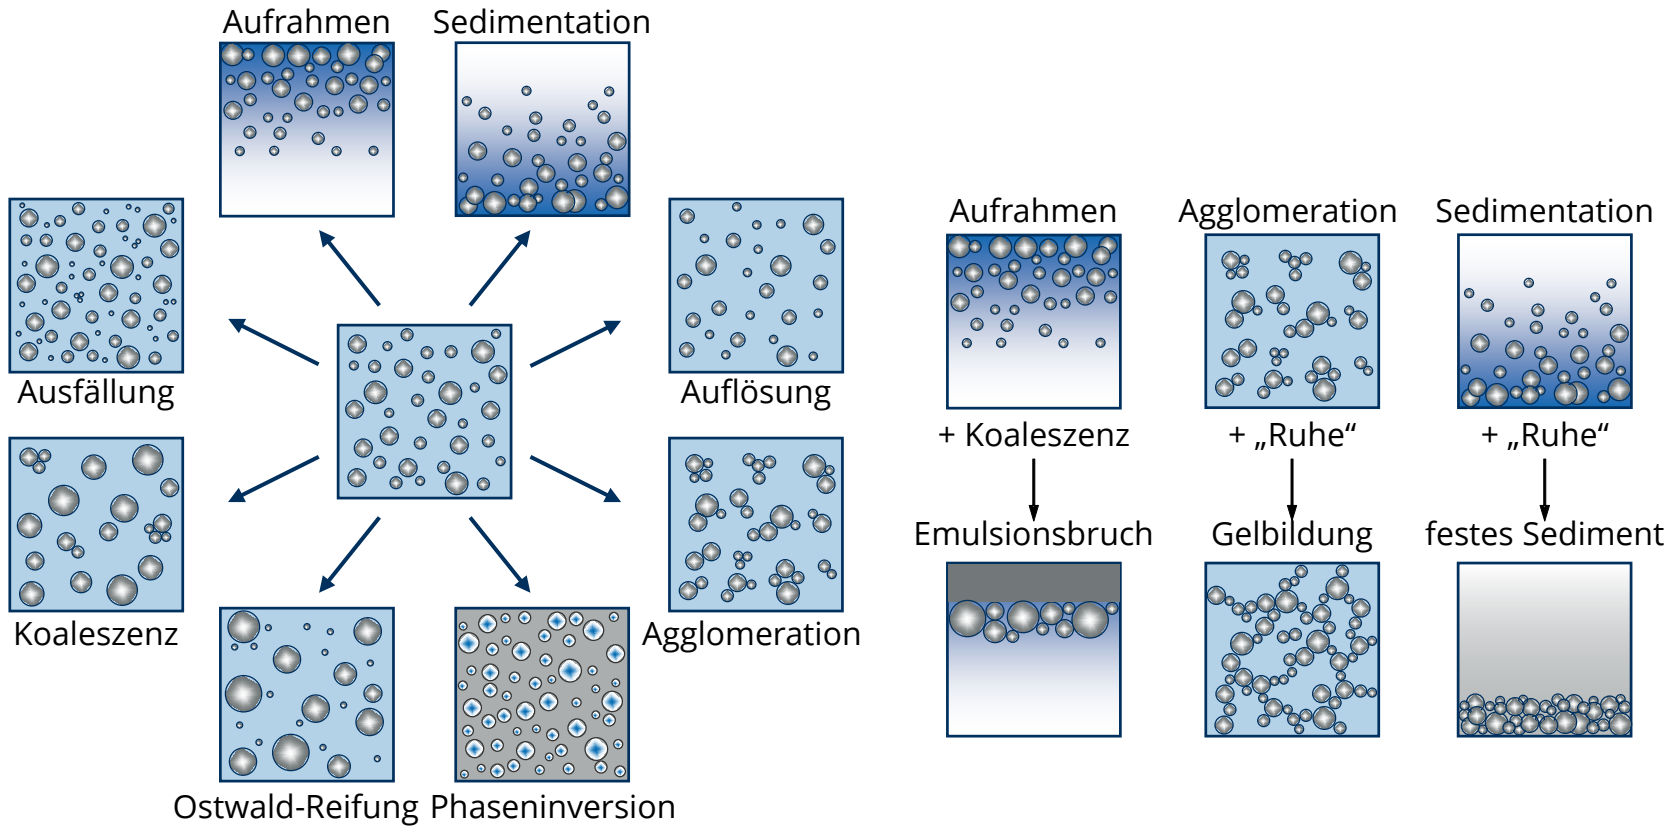 Aufrahmen
Sedimentation
Ausfällung
Auflösung
Koaleszenz
Agglomeration
Ostwald-Reifung
Phaseninversion
Aufrahmen
Agglomeration
Sedimentation
+ Koaleszenz
+ „Ruhe“
+ „Ruhe“
Emulsionsbruch
Gelbildung
festes Sediment